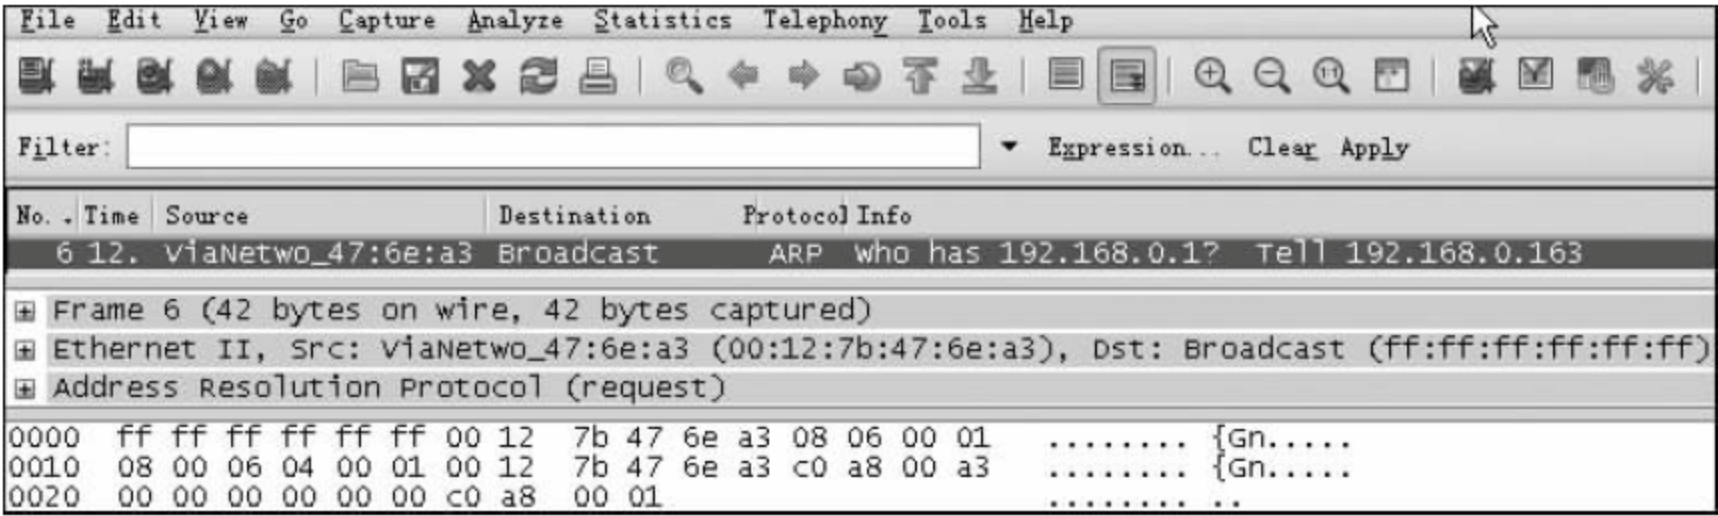 File Edit View Go Capture Analyze Statistics Telephony Tools Help
Filter: Expression... Clear Apply
No. . Time Source Destination Protocol Info
6 12. ViaNetwo_47:6e:a3 Broadcast ARP Who has 192.168.0.1? Tell 192.168.0.163
Frame 6 (42 bytes on wire, 42 bytes captured)
Ethernet II, Src: ViaNetwo_47:6e:a3 (00:12:7b:47:6e:a3), Dst: Broadcast (ff:ff:ff:ff:ff:ff)
Address Resolution Protocol (request)
0000 ff ff ff ff ff ff 00 12 7b 47 6e a3 08 06 00 01 ........ {Gn.....
0010 08 00 06 04 00 01 00 12 7b 47 6e a3 c0 a8 00 a3 ........ {Gn.....
0020 00 00 00 00 00 00 c0 a8 00 01 ........ ..